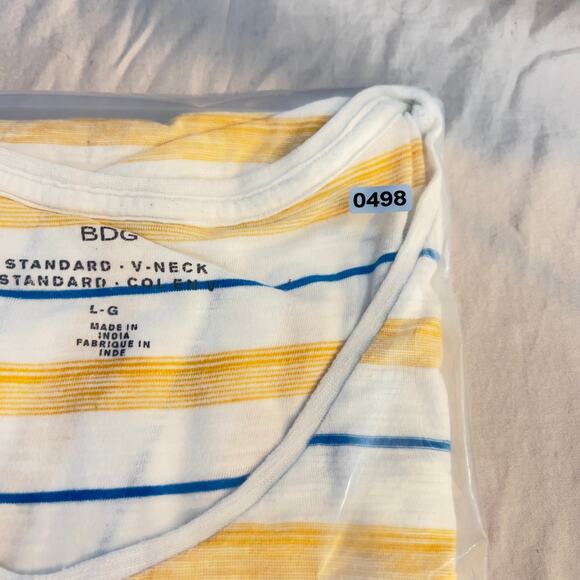 0498
BDG
STANDARD · V-NECK
STANDARD · COL EN V
L-G
MADE IN
INDIA
FABRIQUE IN
INDE